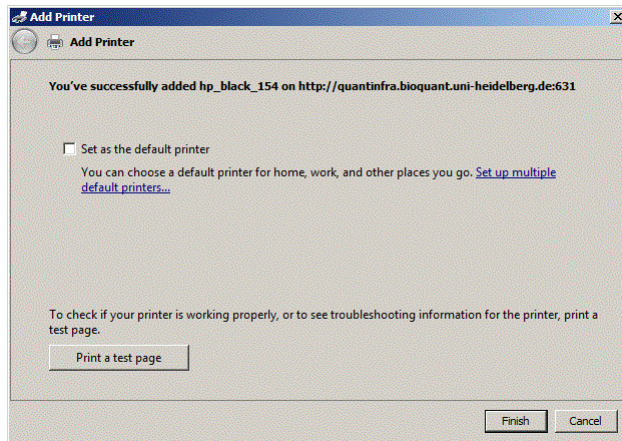 Add Printer
Add Printer
You've successfully added hp_black_154 on http://quantinfra.bioquant.uni-heidelberg.de:631
Set as the default printer
You can choose a default printer for home, work, and other places you go. Set up multiple
default printers...
To check if your printer is working properly, or to see troubleshooting information for the printer, print a
test page.
Print a test page
Finish
Cancel